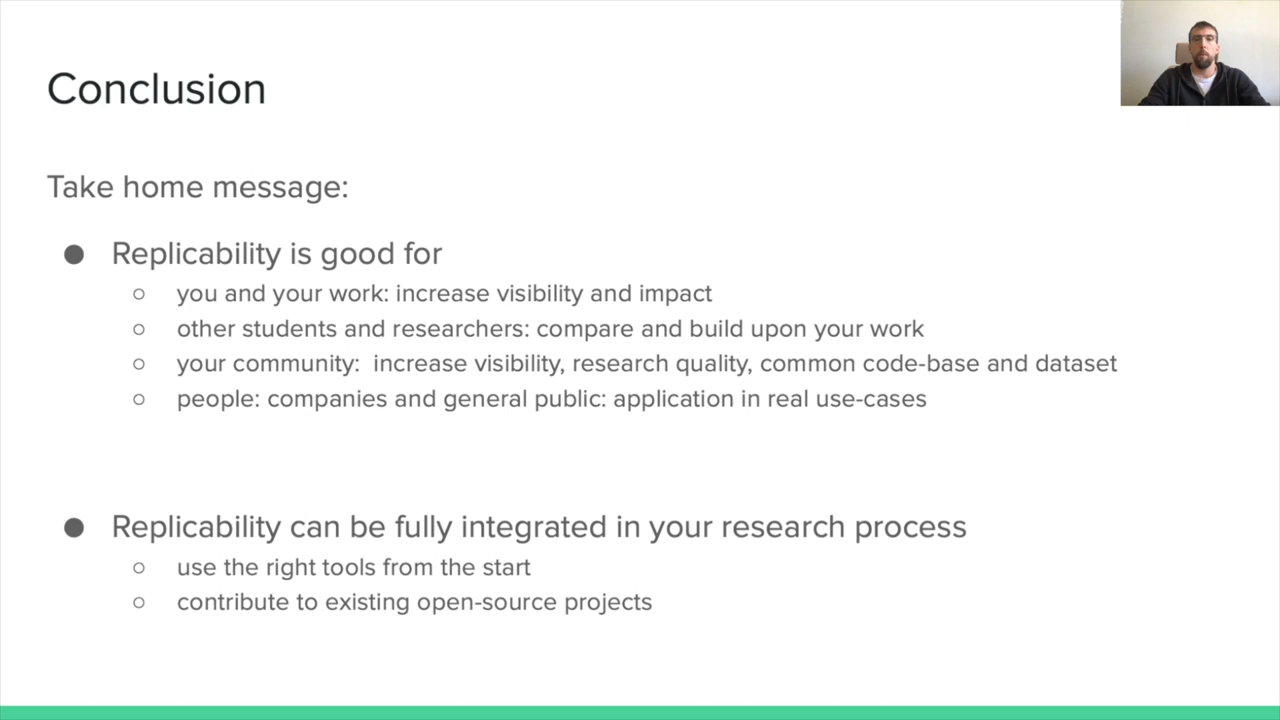 Conclusion
Take home message:
● Replicability is good for
○ you and your work: increase visibility and impact
○ other students and researchers: compare and build upon your work
○ your community:  increase visibility, research quality, common code-base and dataset
○ people: companies and general public: application in real use-cases
● Replicability can be fully integrated in your research process
○ use the right tools from the start
○ contribute to existing open-source projects